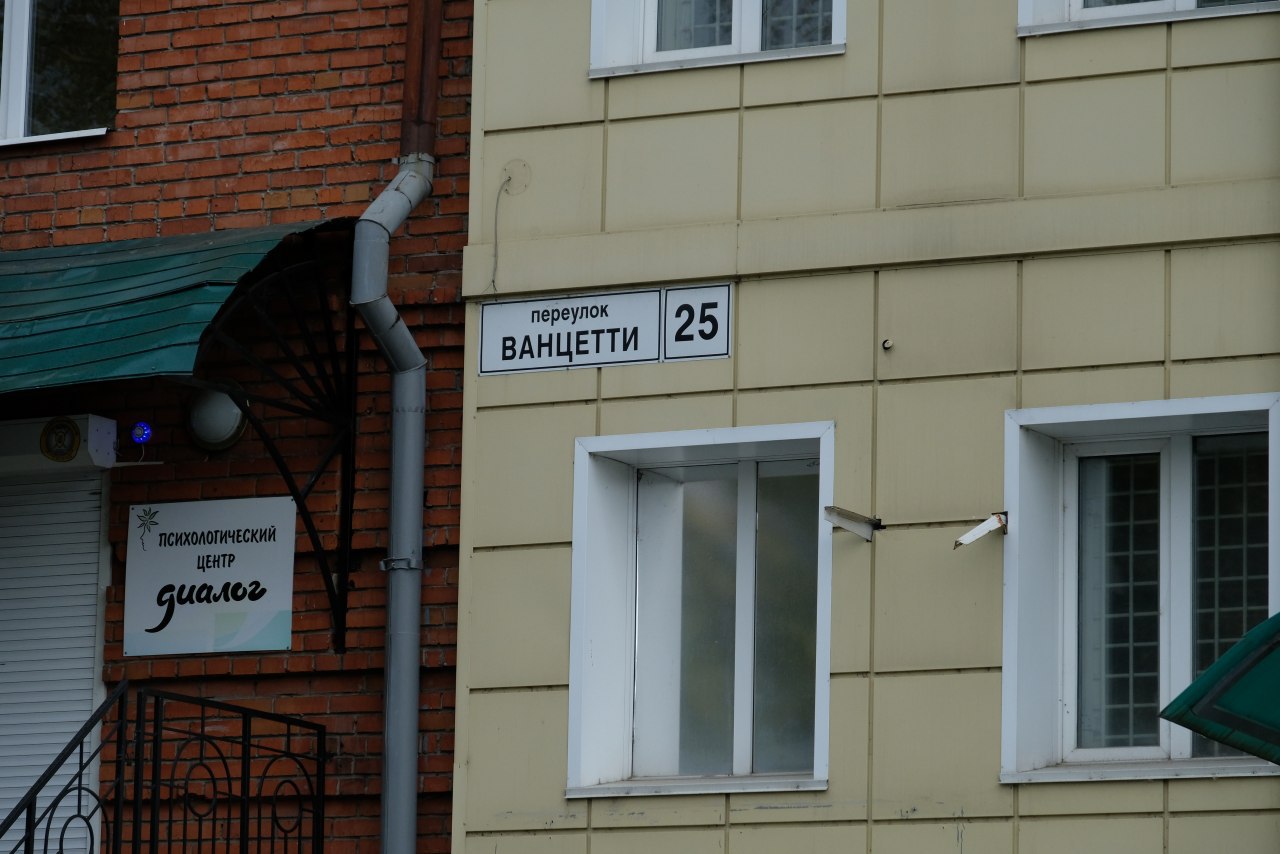 переулок
ВАНЦЕТТИ
25
ПСИХОЛОГИЧЕСКИЙ
ЦЕНТР
диалог